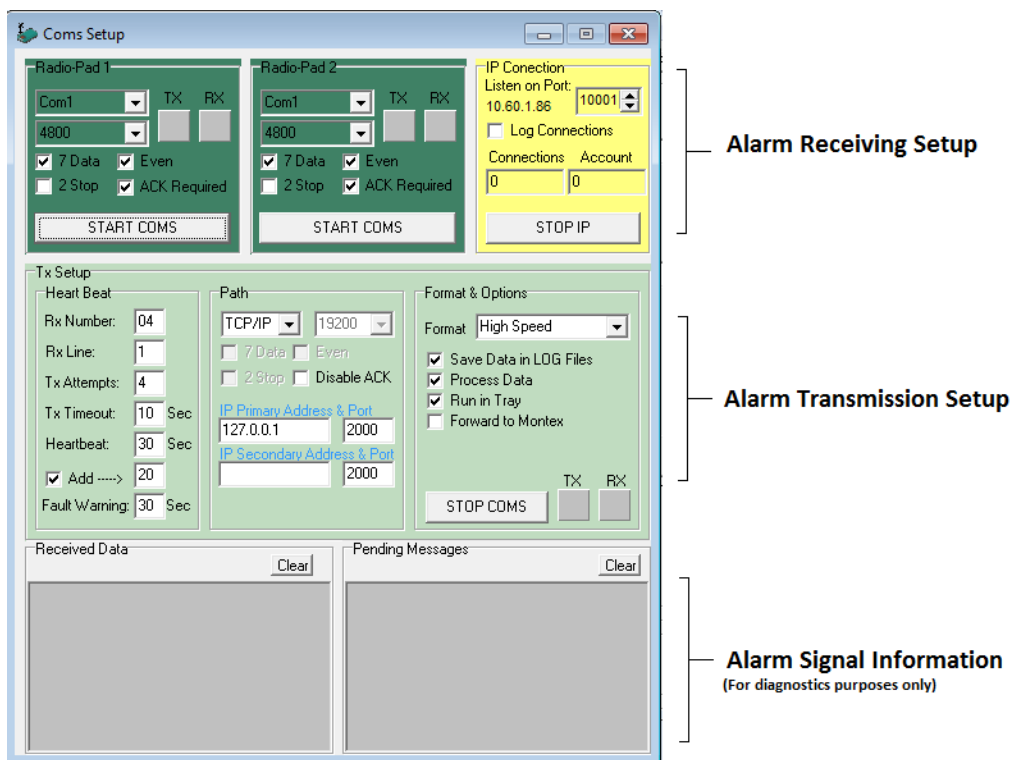 Coms Setup
Radio-Pad 1
Com1
TX RX
4800
7 Data Even
2 Stop ACK Required
START COMS
Radio-Pad 2
Com1
TX RX
4800
7 Data Even
2 Stop ACK Required
START COMS
IP Conection
Listen on Port:
10.60.1.86 10001
Log Connections
Connections Account
0 0
STOP IP
Alarm Receiving Setup
Tx Setup
Heart Beat
Rx Number: 04
Rx Line: 1
Tx Attempts: 4
Tx Timeout: 10 Sec
Heartbeat: 30 Sec
Add ----> 20
Fault Warning: 30 Sec
Path
TCP/IP 19200
7 Data Even
2 Stop Disable ACK
IP Primary Address & Port
127.0.0.1 2000
IP Secondary Address & Port
2000
Format & Options
Format High Speed
Save Data in LOG Files
Process Data
Run in Tray
Forward to Montex
TX RX
STOP COMS
Alarm Transmission Setup
Received Data
Clear
Pending Messages
Clear
Alarm Signal Information
(For diagnostics purposes only)